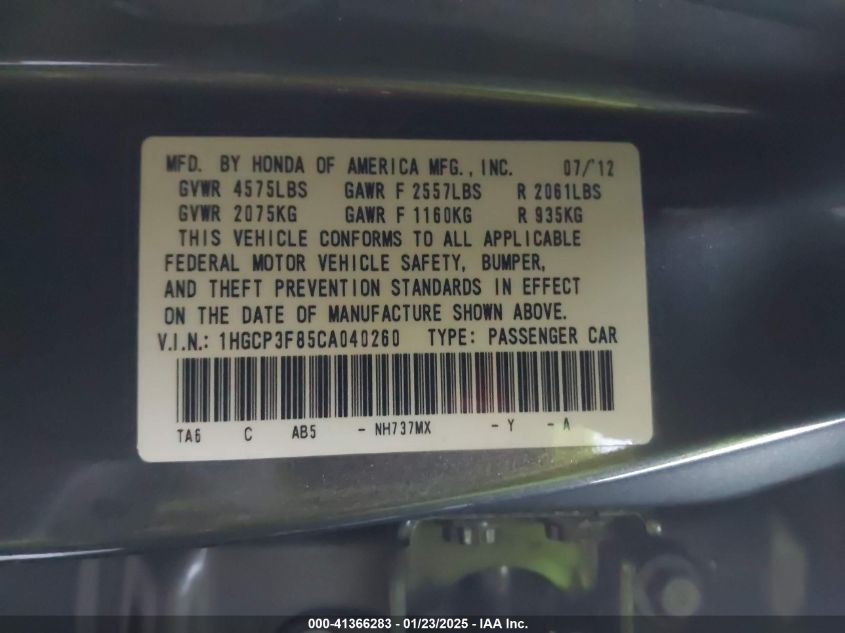 MFD. BY HONDA OF AMERICA MFG., INC. 07/'12
GVWR 4575LBS GAWR F 2557LBS R 2061LBS
GVWR 2075KG GAWR F 1160KG R 935KG
THIS VEHICLE CONFORMS TO ALL APPLICABLE
FEDERAL MOTOR VEHICLE SAFETY, BUMPER,
AND THEFT PREVENTION STANDARDS IN EFFECT
ON THE DATE OF MANUFACTURE SHOWN ABOVE.
V.I.N.: 1HGCP3F85CA040260 TYPE: PASSENGER CAR
TA6 C AB5 - NH737MX - Y - A
000-41366283 - 01/23/2025 - IAA Inc.